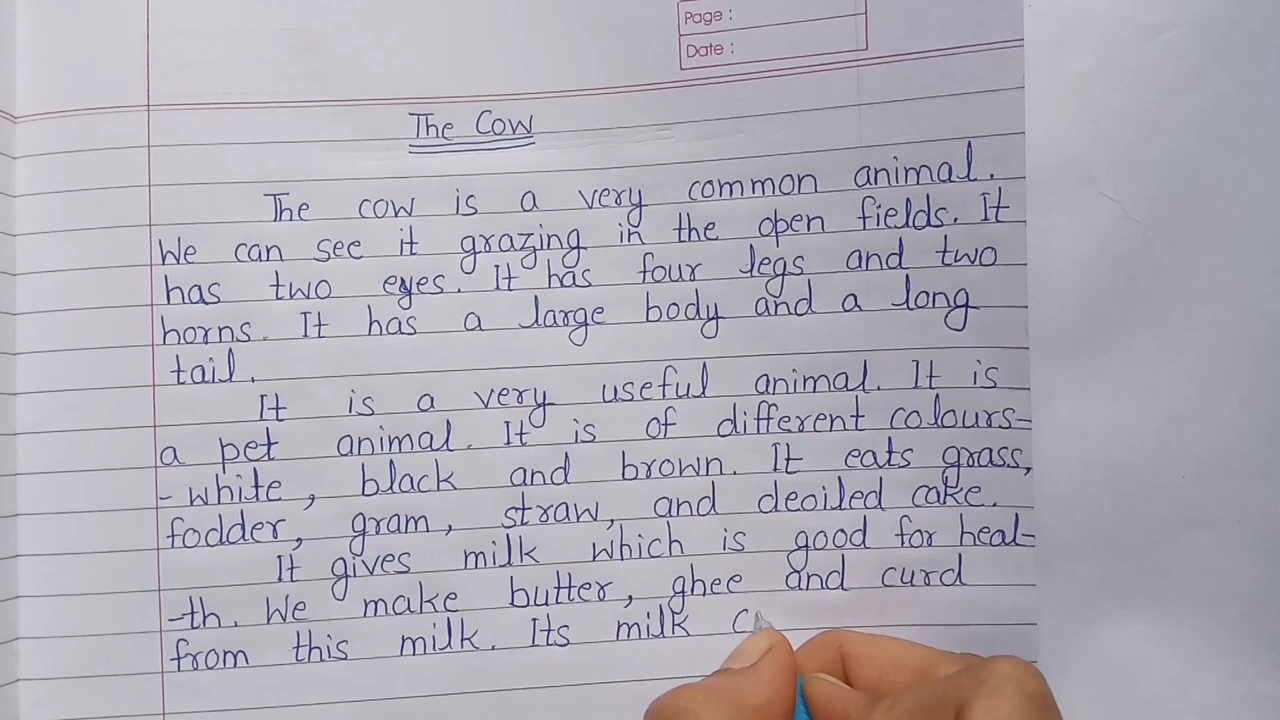 Page :
Date :
The Cow
The cow is a very common animal.
We can see it grazing in the open fields. It
has two eyes. It has four legs and two
horns. It has a large body and a long
tail.
It is a very useful animal. It is
a pet animal. It is of different colours-
-white, black and brown. It eats grass,
fodder, gram, straw, and deoiled cake.
It gives milk which is good for heal-
-th. We make butter, ghee and curd
from this milk. Its milk